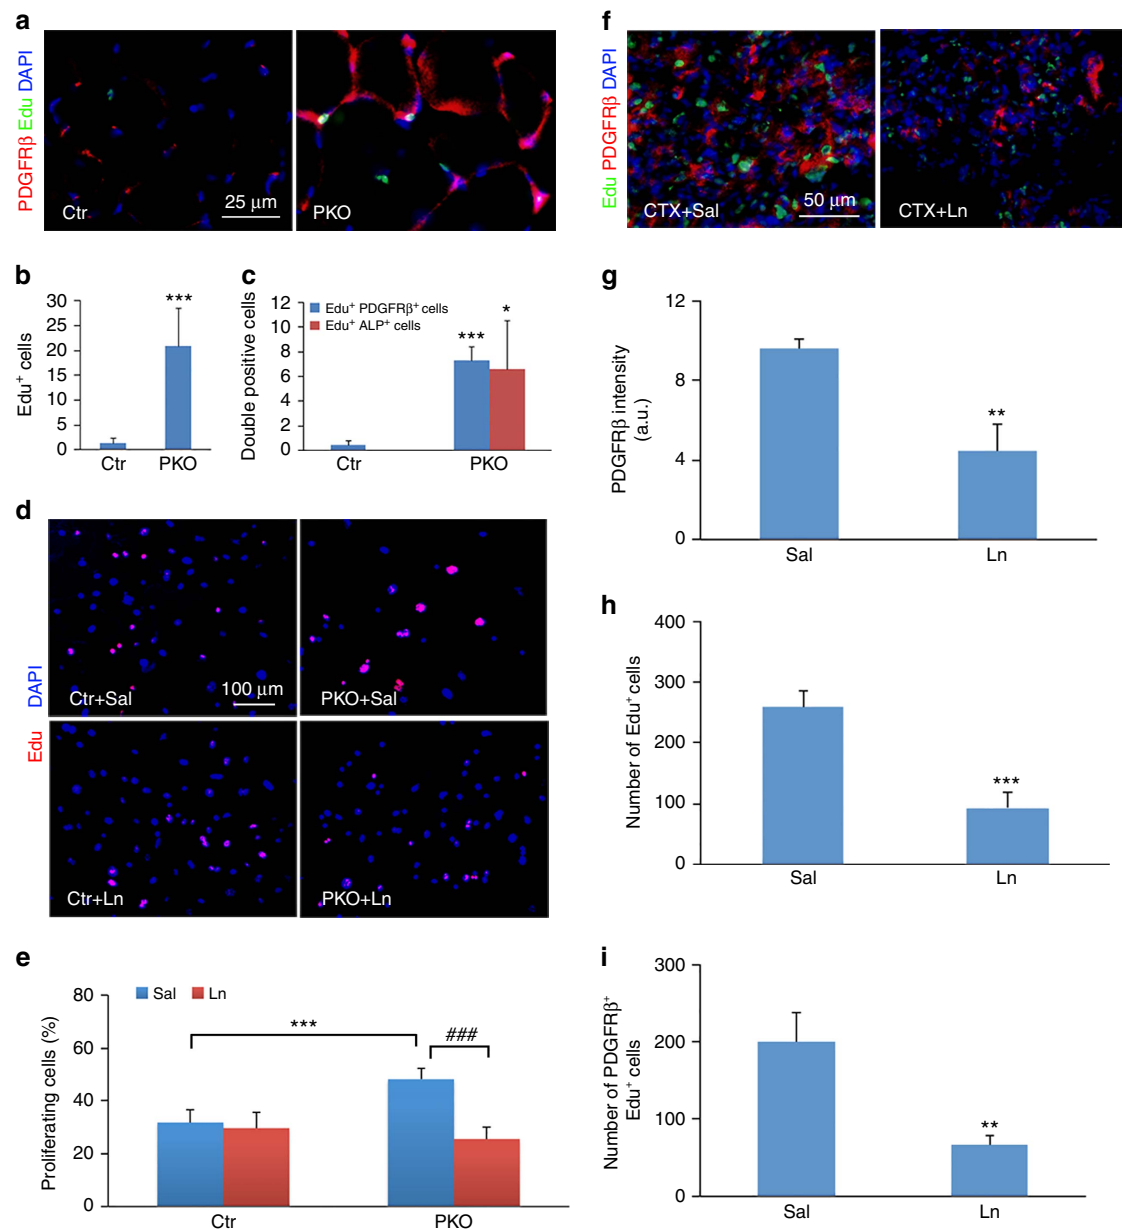 a
PDGFRβ Edu DAPI
Ctr
25 μm
PKO
b
Edu⁺ cells
30
25
20
15
10
5
0
***
Ctr
PKO
c
Double positive cells
12
10
8
6
4
2
0
Edu⁺ PDGFRβ⁺ cells
Edu⁺ ALP⁺ cells
***
*
Ctr
PKO
d
Edu DAPI
Ctr+Sal
100 μm
PKO+Sal
Ctr+Ln
PKO+Ln
e
Proliferating cells (%)
80
60
40
20
0
Sal
Ln
***
###
Ctr
PKO
f
Edu PDGFRβ DAPI
CTX+Sal
50 μm
CTX+Ln
g
PDGFRβ intensity
(a.u.)
12
8
4
0
**
Sal
Ln
h
Number of Edu⁺ cells
400
300
200
100
0
***
Sal
Ln
i
Number of PDGFRβ⁺
Edu⁺ cells
300
200
100
0
**
Sal
Ln